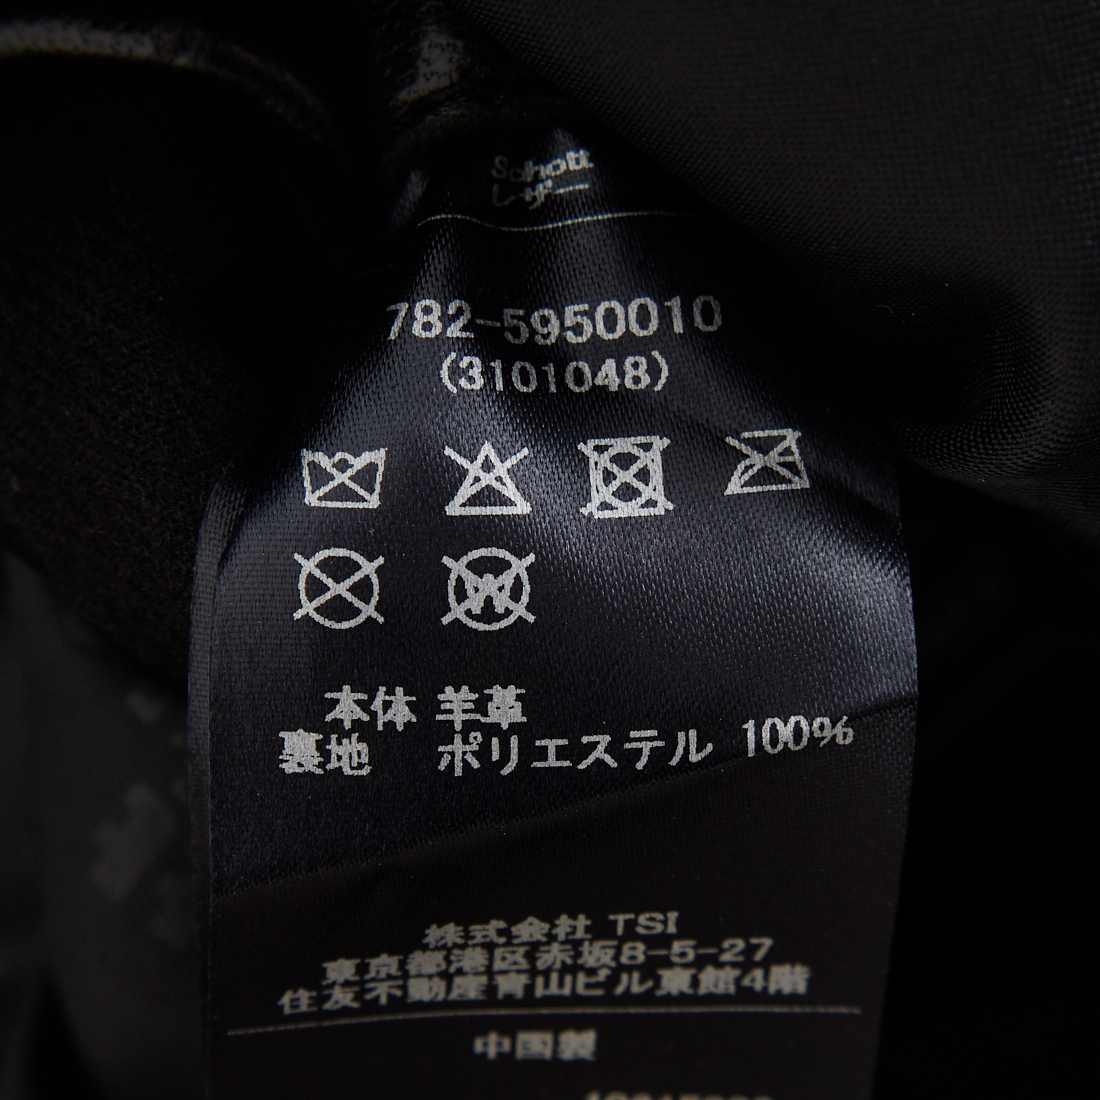 Schott
レザー
782-5950010
(3101048)
W
本体 羊革
裏地 ポリエステル 100%
株式会社 TSI
東京都港区赤坂8-5-27
住友不動産青山ビル東館4階
中国製